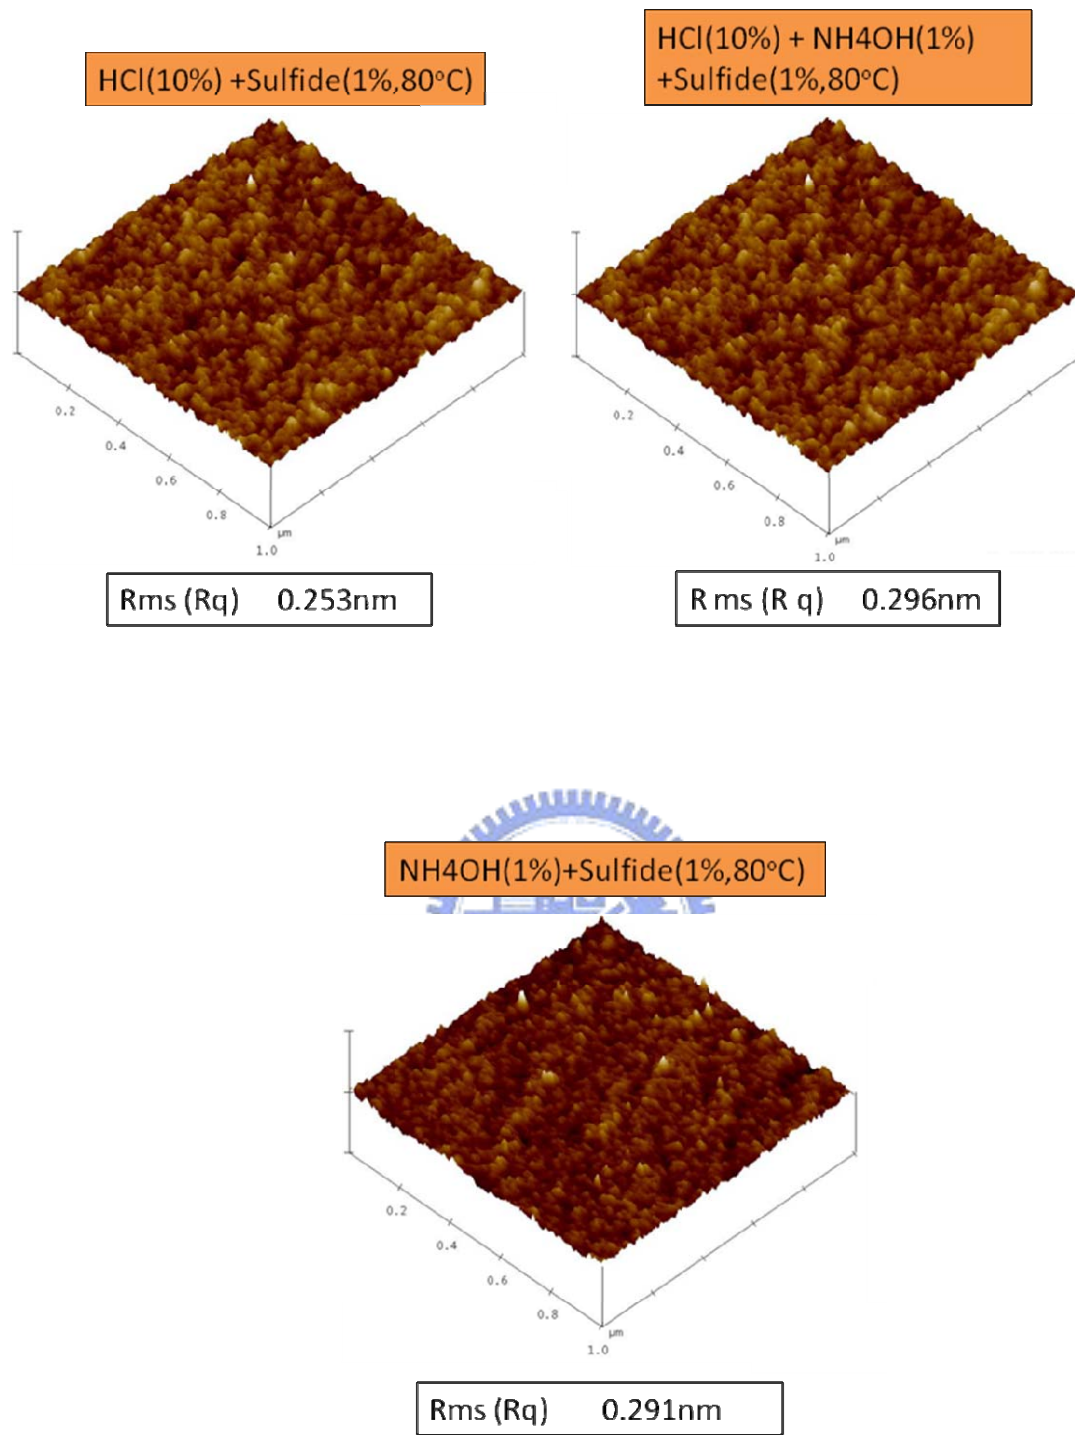 HCl(10%) +Sulfide(1%,80°C)
HCl(10%) + NH4OH(1%)
+Sulfide(1%,80°C)
0.2
0.4
0.6
0.8
1.0
µm
0.2
0.4
0.6
0.8
1.0
µm
Rms (Rq) 0.253nm
R ms (R q) 0.296nm
NH4OH(1%)+Sulfide(1%,80°C)
0.2
0.4
0.6
0.8
1.0
µm
Rms (Rq) 0.291nm